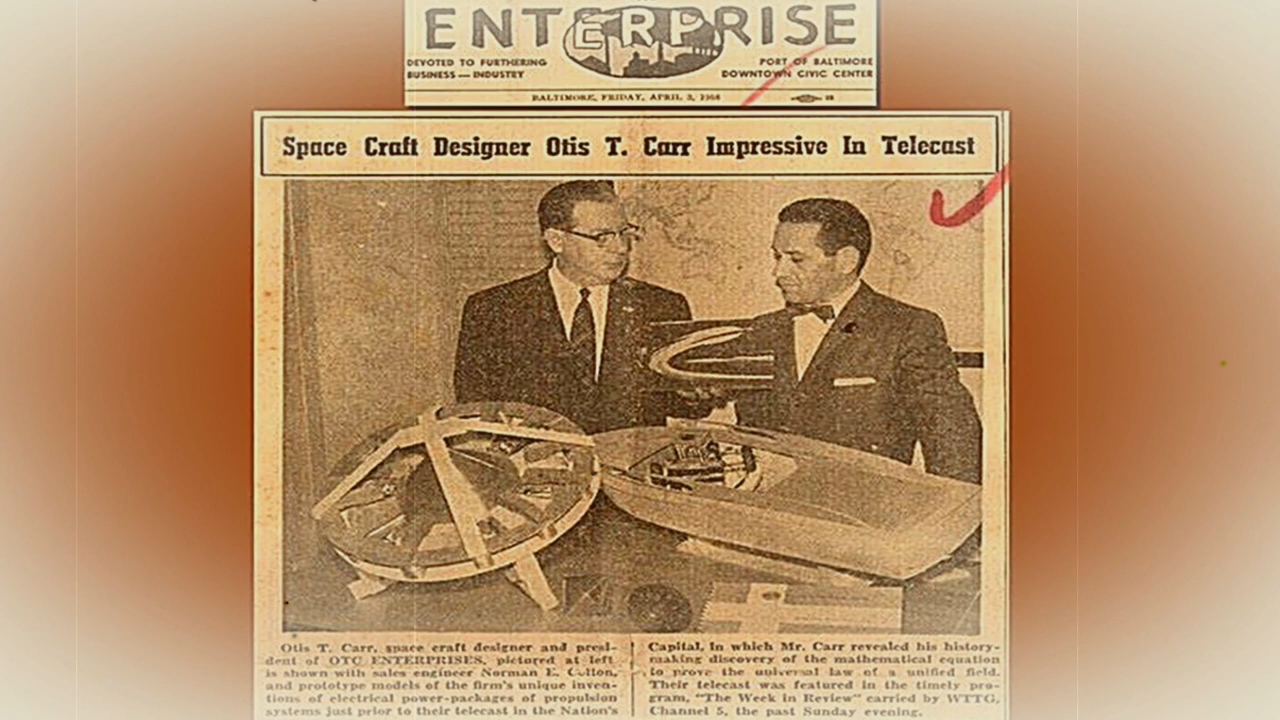 ENTERPRISE
DEVOTED TO FURTHERING
BUSINESS — INDUSTRY
PORT OF BALTIMORE
DOWNTOWN CIVIC CENTER
BALTIMORE, FRIDAY, APRIL 3,
Space Craft Designer Otis T. Carr Impressive In Telecast
Otis T. Carr, space craft designer and presi-
dent of OTC ENTERPRISES, pictured at left
is shown with sales engineer Norman E. Colton,
and prototype models of the firm's unique inven-
tions of electrical power-packages of propulsion
systems just prior to their telecast in the Nation's
Capital, in which Mr. Carr revealed his history-
making discovery of the mathematical equation
to prove the universal law of a unified field.
Their telecast was featured in the timely pro-
gram, "The Week in Review" carried by WTTG,
Channel 5, the past Sunday evening.